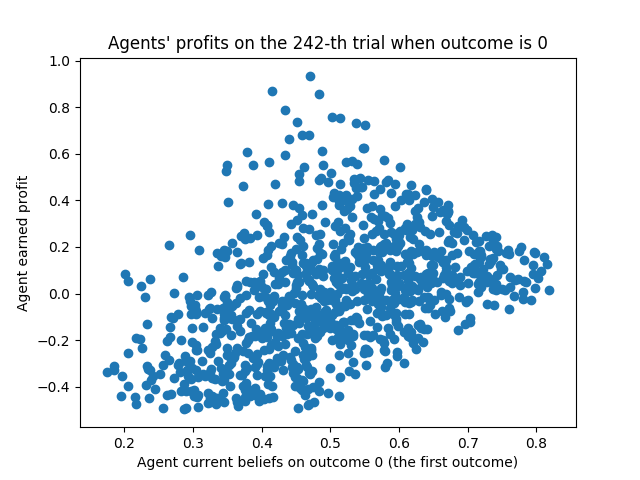 Agents' profits on the 242-th trial when outcome is 0
1.0
0.8
0.6
0.4
0.2
0.0
−0.2
−0.4
Agent earned profit
0.2 0.3 0.4 0.5 0.6 0.7 0.8
Agent current beliefs on outcome 0 (the first outcome)